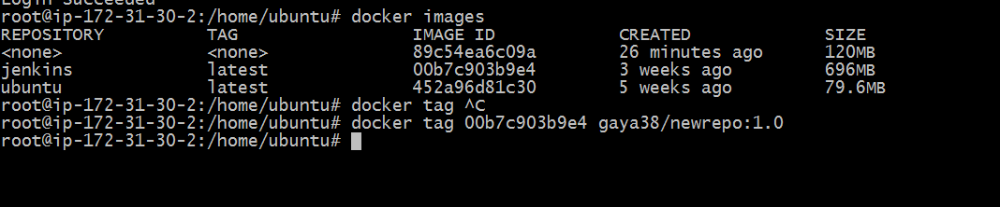 Login Succeeded
root@ip-172-31-30-2:/home/ubuntu# docker images
REPOSITORY TAG IMAGE ID CREATED SIZE
<none> <none> 89c54ea6c09a 26 minutes ago 120MB
jenkins latest 00b7c903b9e4 3 weeks ago 696MB
ubuntu latest 452a96d81c30 5 weeks ago 79.6MB
root@ip-172-31-30-2:/home/ubuntu# docker tag ^C
root@ip-172-31-30-2:/home/ubuntu# docker tag 00b7c903b9e4 gaya38/newrepo:1.0
root@ip-172-31-30-2:/home/ubuntu#